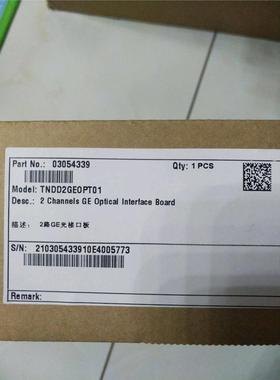 Part No.: 03054339
Qty: 1 PCS
Model: TNDD2GEOPT01
Desc.: 2 Channels GE Optical Interface Board
描述: 2路GE光接口板
S/N: 210305433910E4005773
Remark: